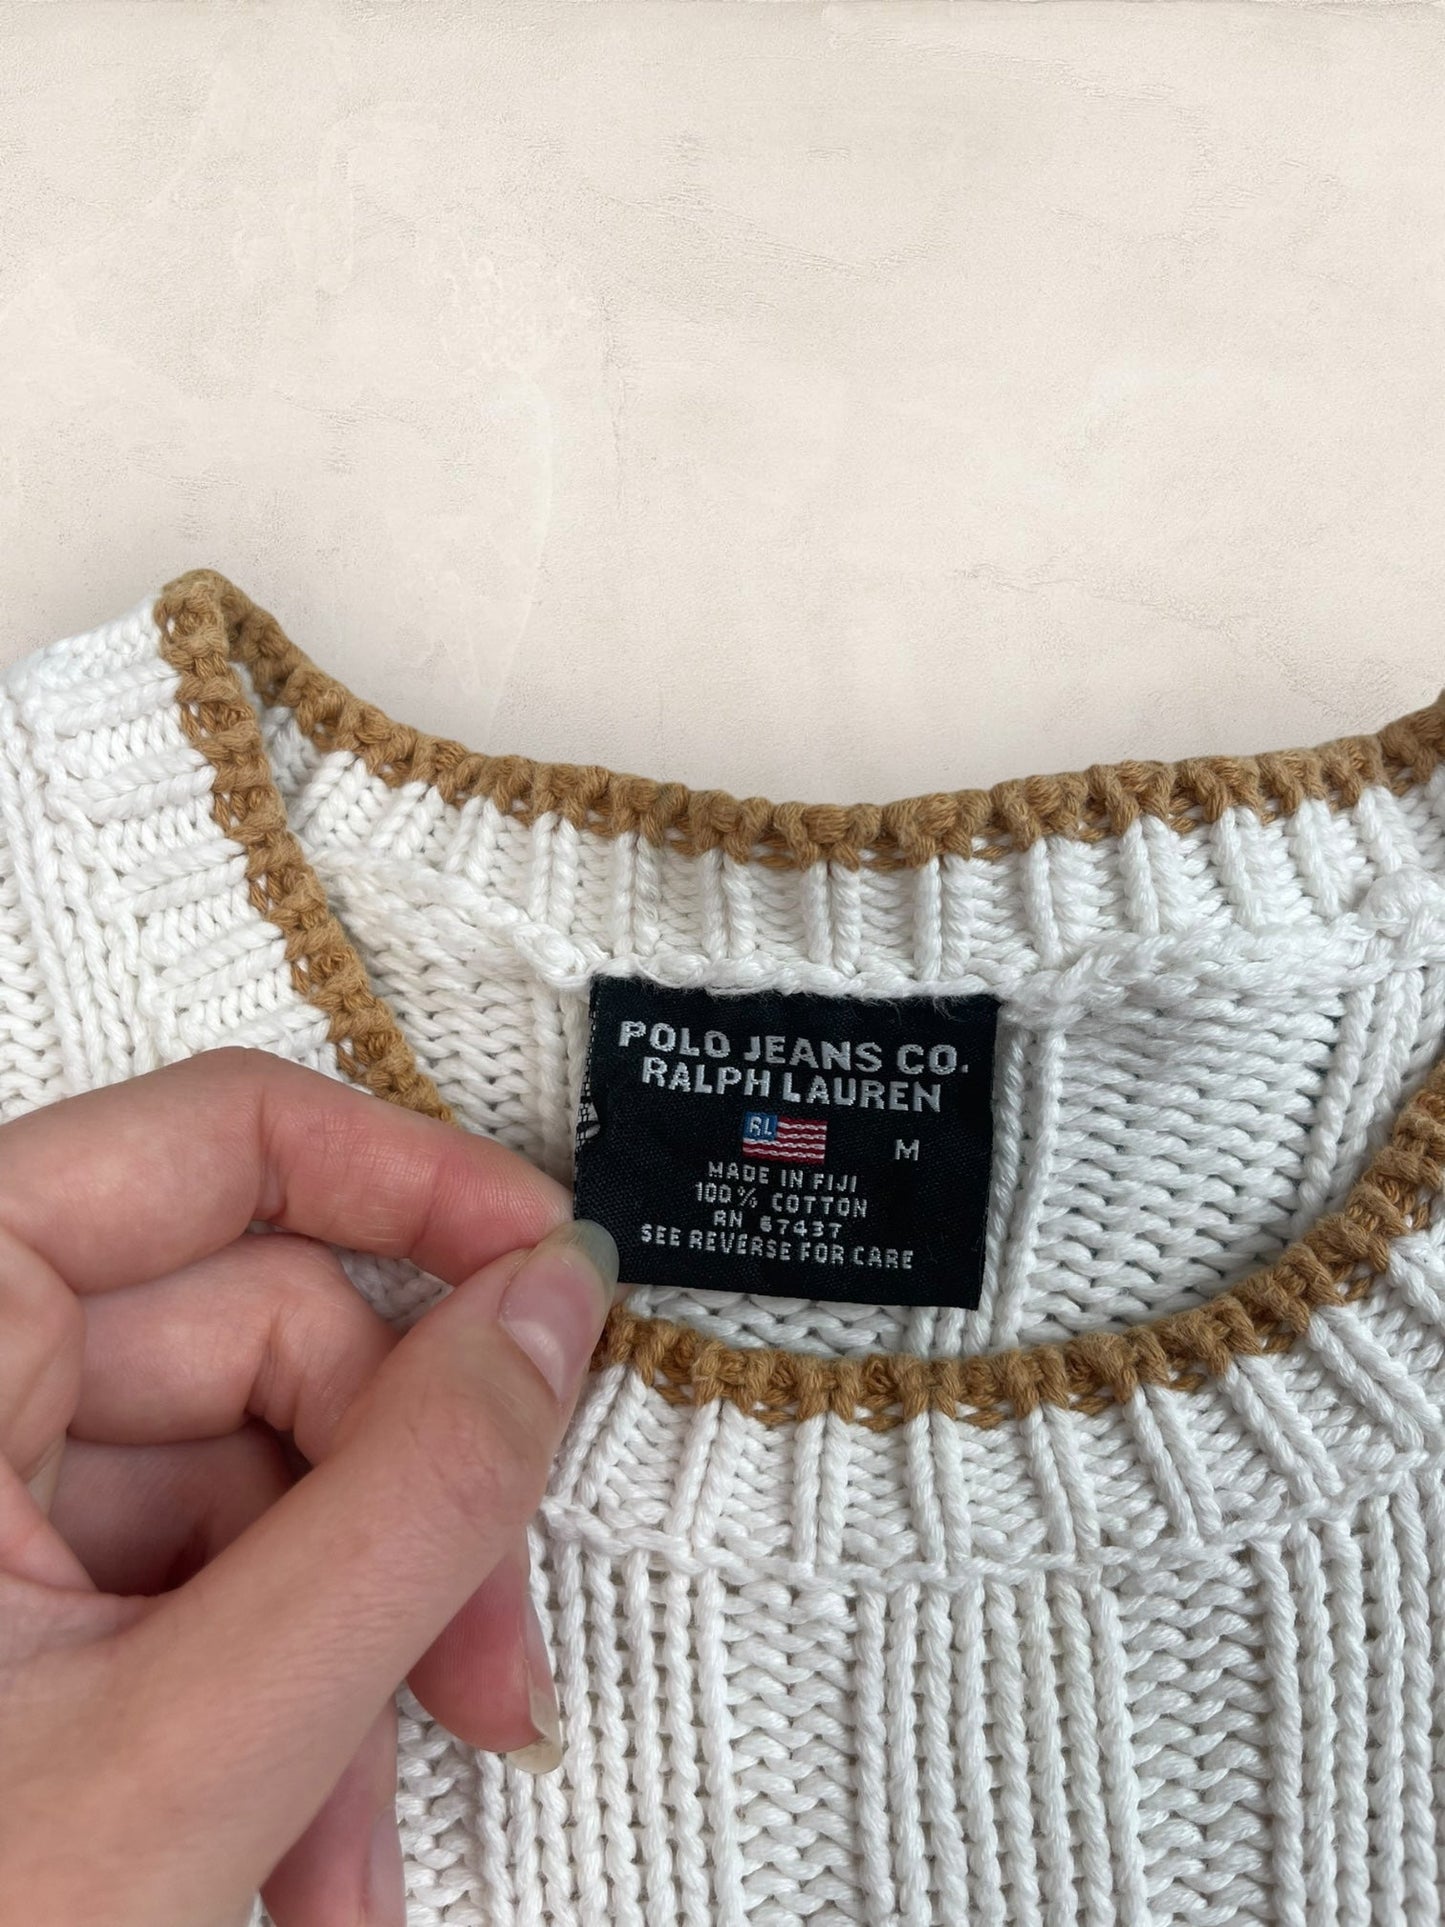 POLO JEANS CO.
RALPH LAUREN
RL
M
MADE IN FIJI
100% COTTON
RN 67437
SEE REVERSE FOR CARE